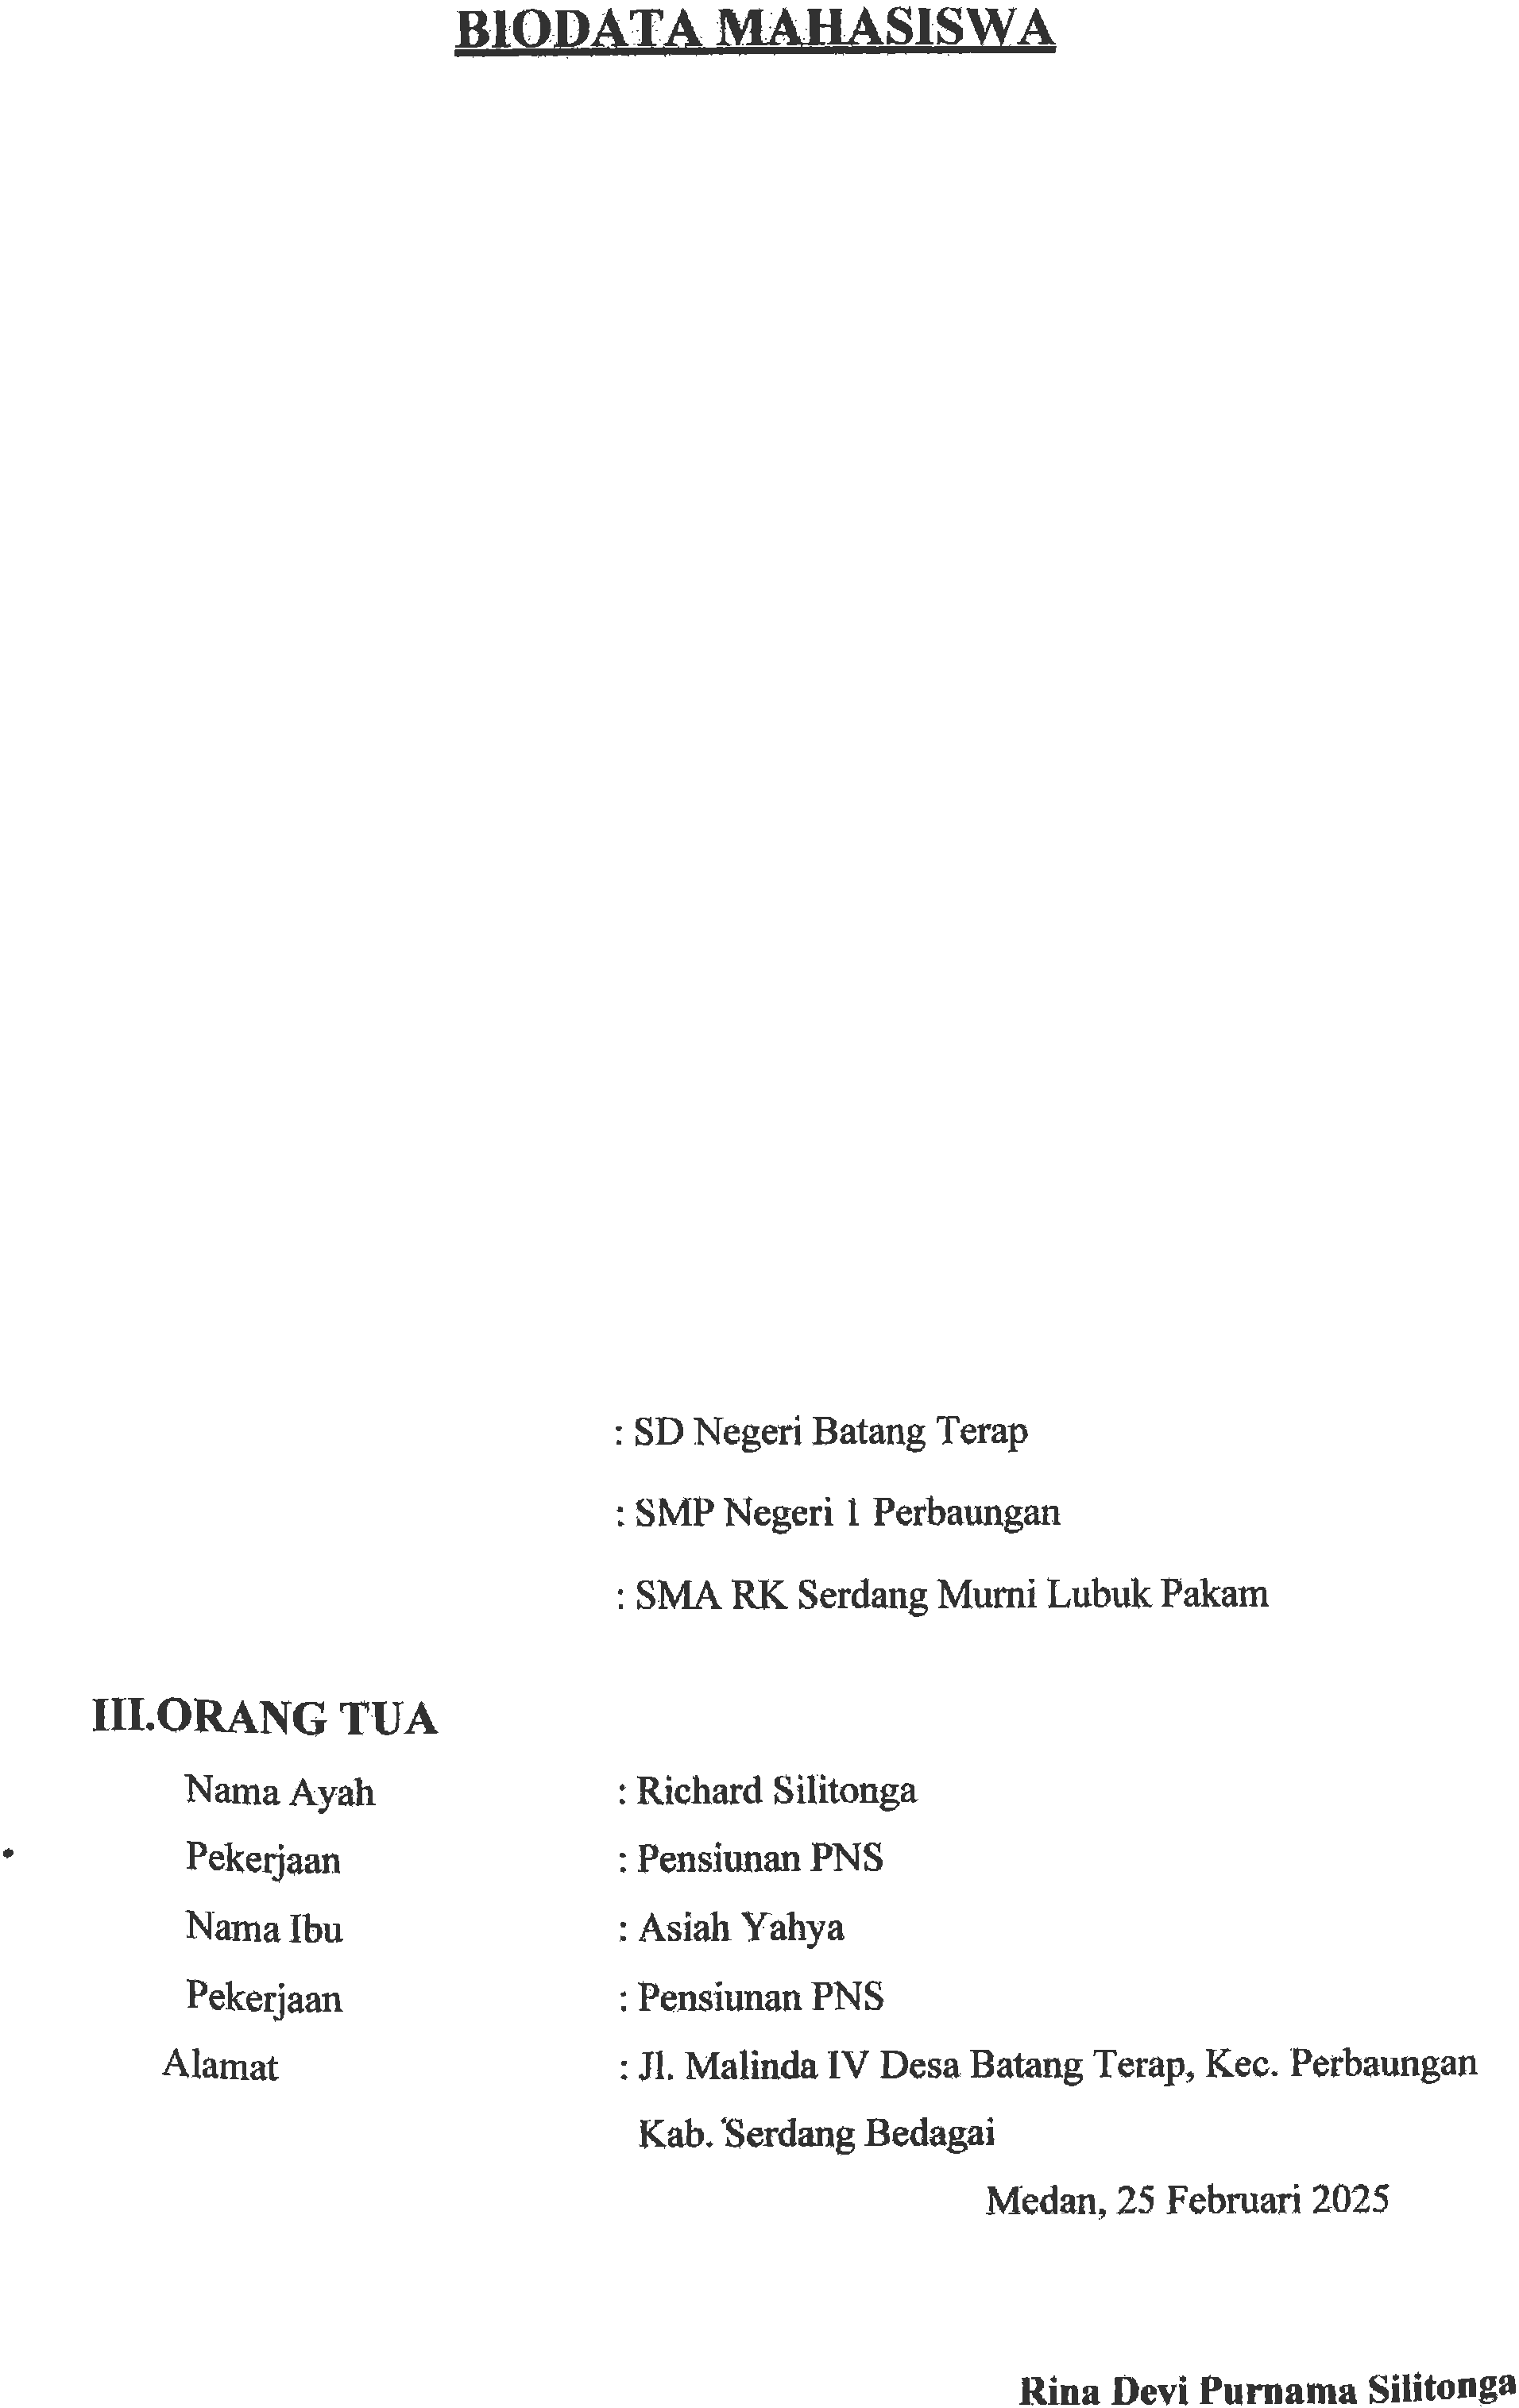 BIODATA MAHASISWA
: SD Negeri Batang Terap
: SMP Negeri 1 Perbaungan
: SMA RK Serdang Murni Lubuk Pakam
III.ORANG TUA
Nama Ayah : Richard Silitonga
Pekerjaan : Pensiunan PNS
Nama Ibu : Asiah Yahya
Pekerjaan : Pensiunan PNS
Alamat : Jl. Malinda IV Desa Batang Terap, Kec. Perbaungan
Kab. Serdang Bedagai
Medan, 25 Februari 2025
Rina Devi Purnama Silitonga